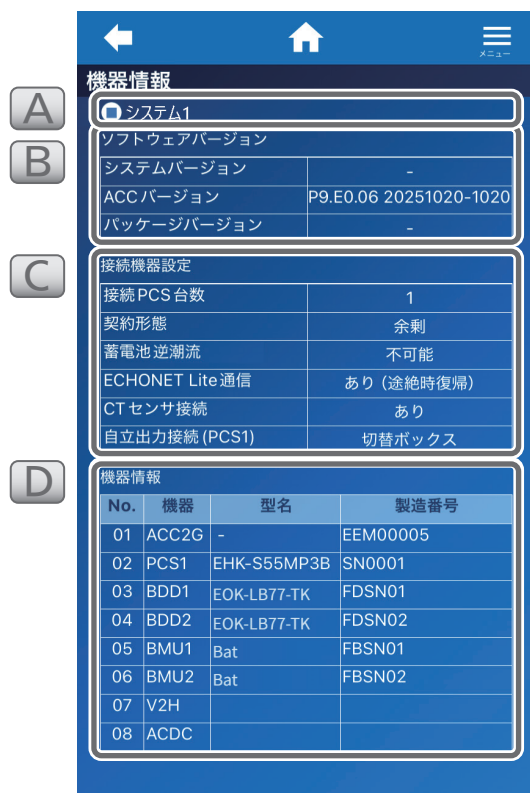 メニュー
機器情報
A
システム1
B
ソフトウェアバージョン
システムバージョン -
ACCバージョン P9.E0.06 20251020-1020
パッケージバージョン -
C
接続機器設定
接続PCS台数 1
契約形態 余剰
蓄電池逆潮流 不可能
ECHONET Lite通信 あり（途絶時復帰）
CTセンサ接続 あり
自立出力接続(PCS1) 切替ボックス
D
機器情報
No. 機器 型名 製造番号
01 ACC2G - EEM00005
02 PCS1 EHK-S55MP3B SN0001
03 BDD1 EOK-LB77-TK FDSN01
04 BDD2 EOK-LB77-TK FDSN02
05 BMU1 Bat FBSN01
06 BMU2 Bat FBSN02
07 V2H
08 ACDC